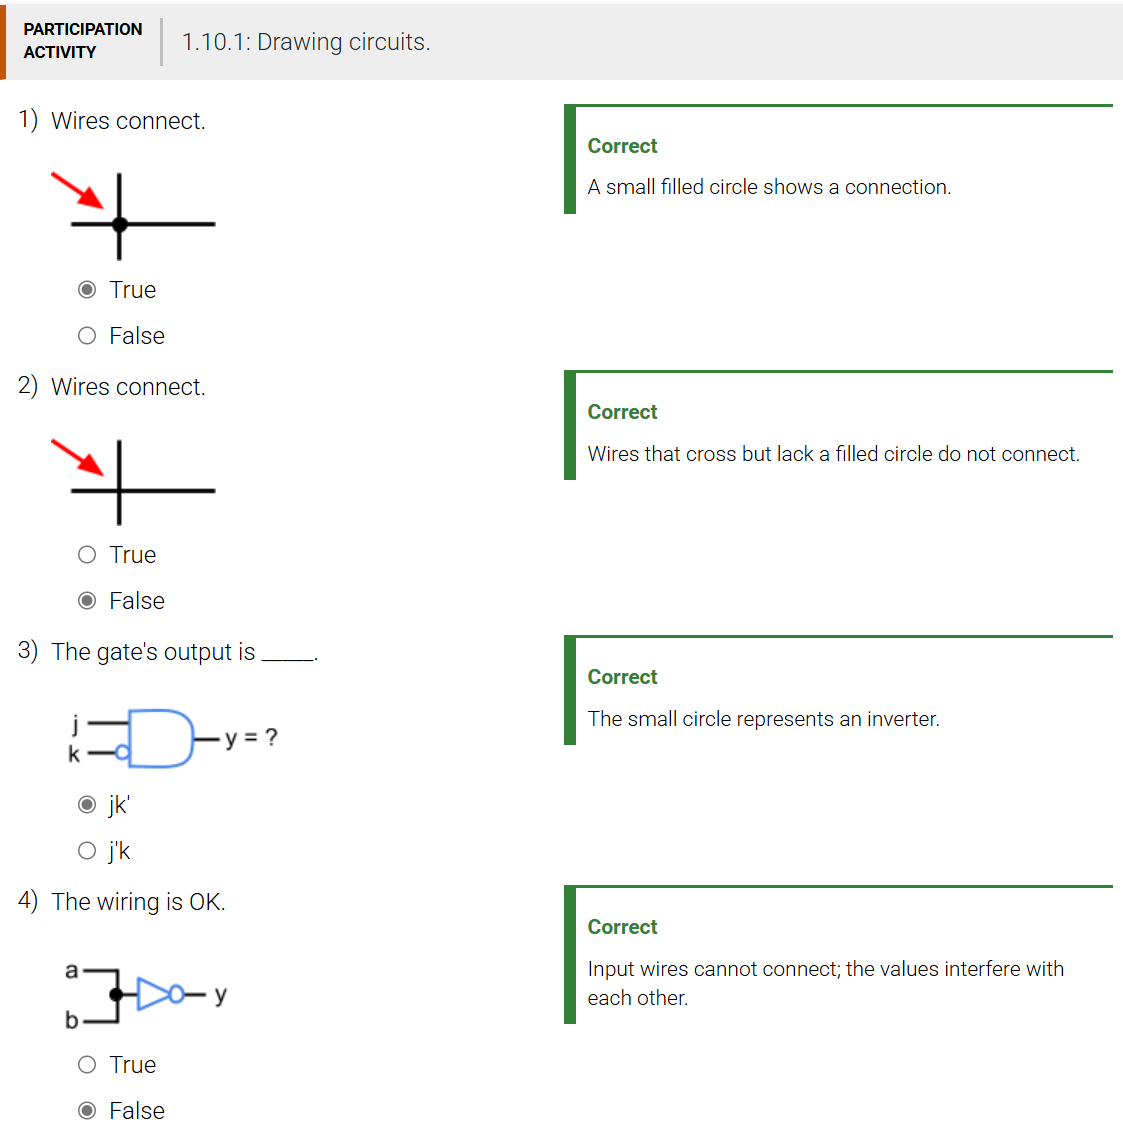 PARTICIPATION
ACTIVITY
1.10.1: Drawing circuits.
1) Wires connect.
True
False
Correct
A small filled circle shows a connection.
2) Wires connect.
True
False
Correct
Wires that cross but lack a filled circle do not connect.
3) The gate's output is _____.
j
k
y = ?
jk'
j'k
Correct
The small circle represents an inverter.
4) The wiring is OK.
a
b
y
True
False
Correct
Input wires cannot connect; the values interfere with
each other.